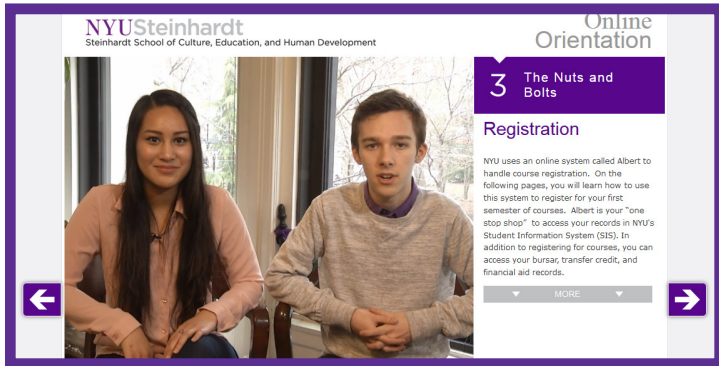 NYUSteinhardt
Steinhardt School of Culture, Education, and Human Development
Online
Orientation
3
The Nuts and
Bolts
Registration
NYU uses an online system called Albert to
handle course registration. On the
following pages, you will learn how to use
this system to register for your first
semester of courses. Albert is your "one
stop shop" to access your records in NYU's
Student Information System (SIS). In
addition to registering for courses, you can
access your bursar, transfer credit, and
financial aid records.
MORE